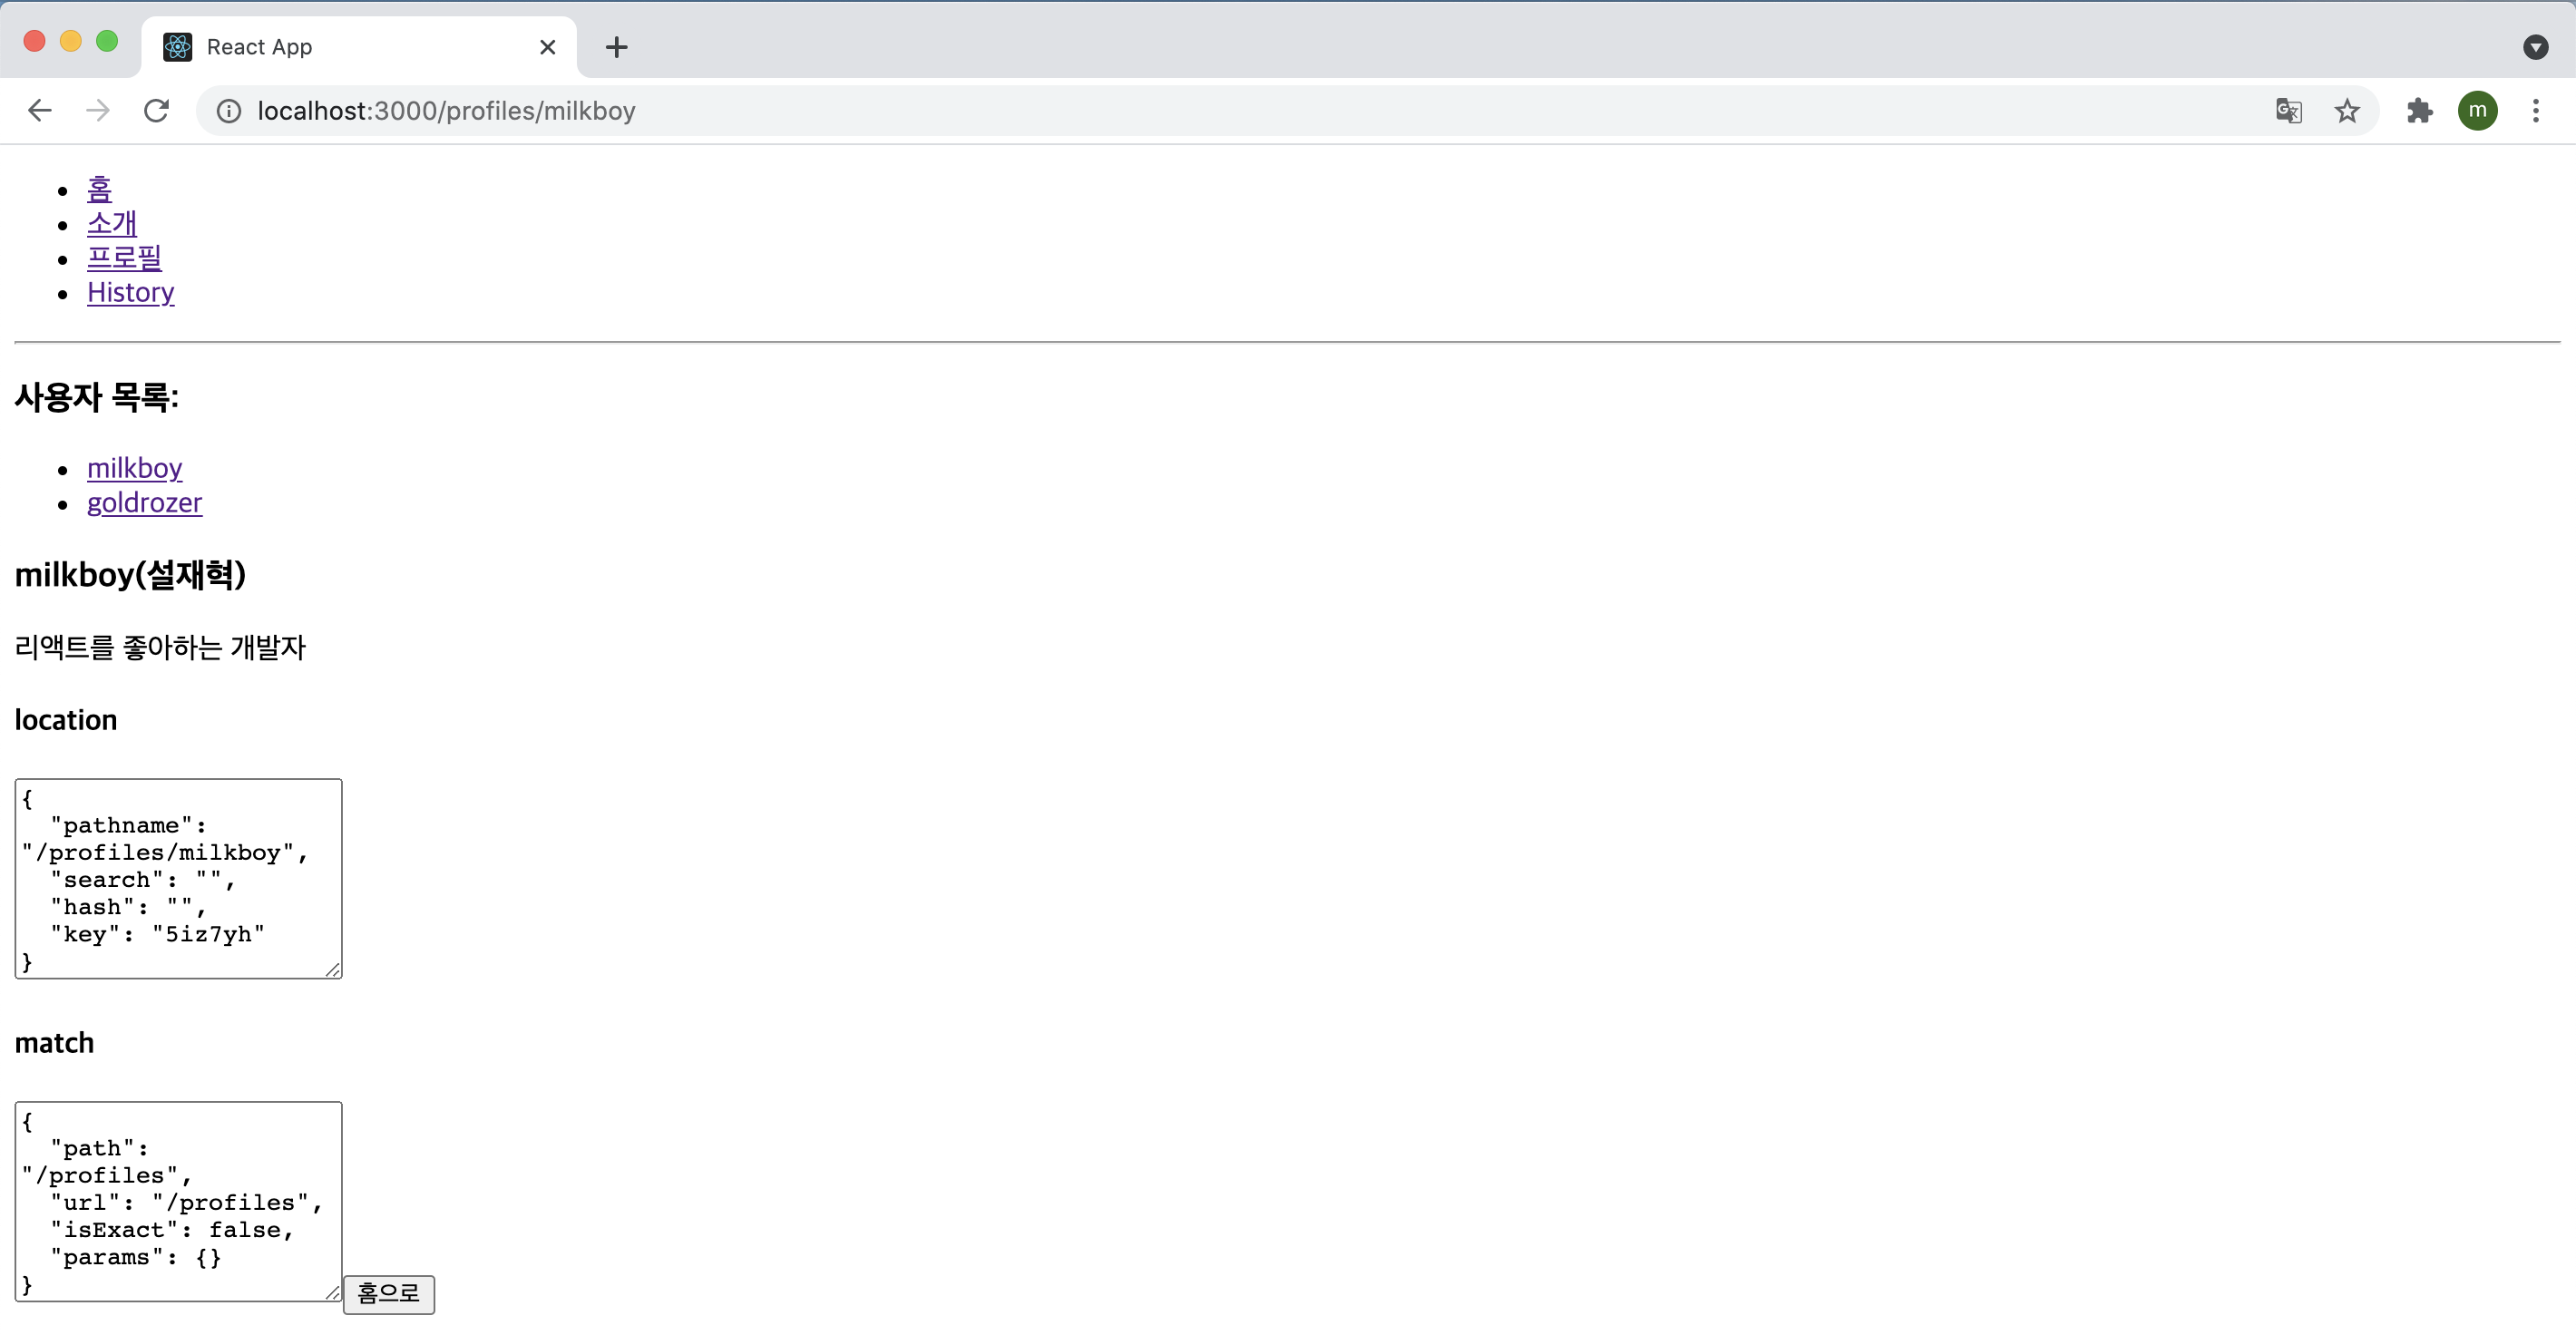 React App
localhost:3000/profiles/milkboy
m
홈
소개
프로필
History
사용자 목록:
milkboy
goldrozer
milkboy(설재혁)
리액트를 좋아하는 개발자
location
{
  "pathname":
"/profiles/milkboy",
  "search": "",
  "hash": "",
  "key": "5iz7yh"
}
match
{
  "path":
"/profiles",
  "url": "/profiles",
  "isExact": false,
  "params": {}
}
홈으로